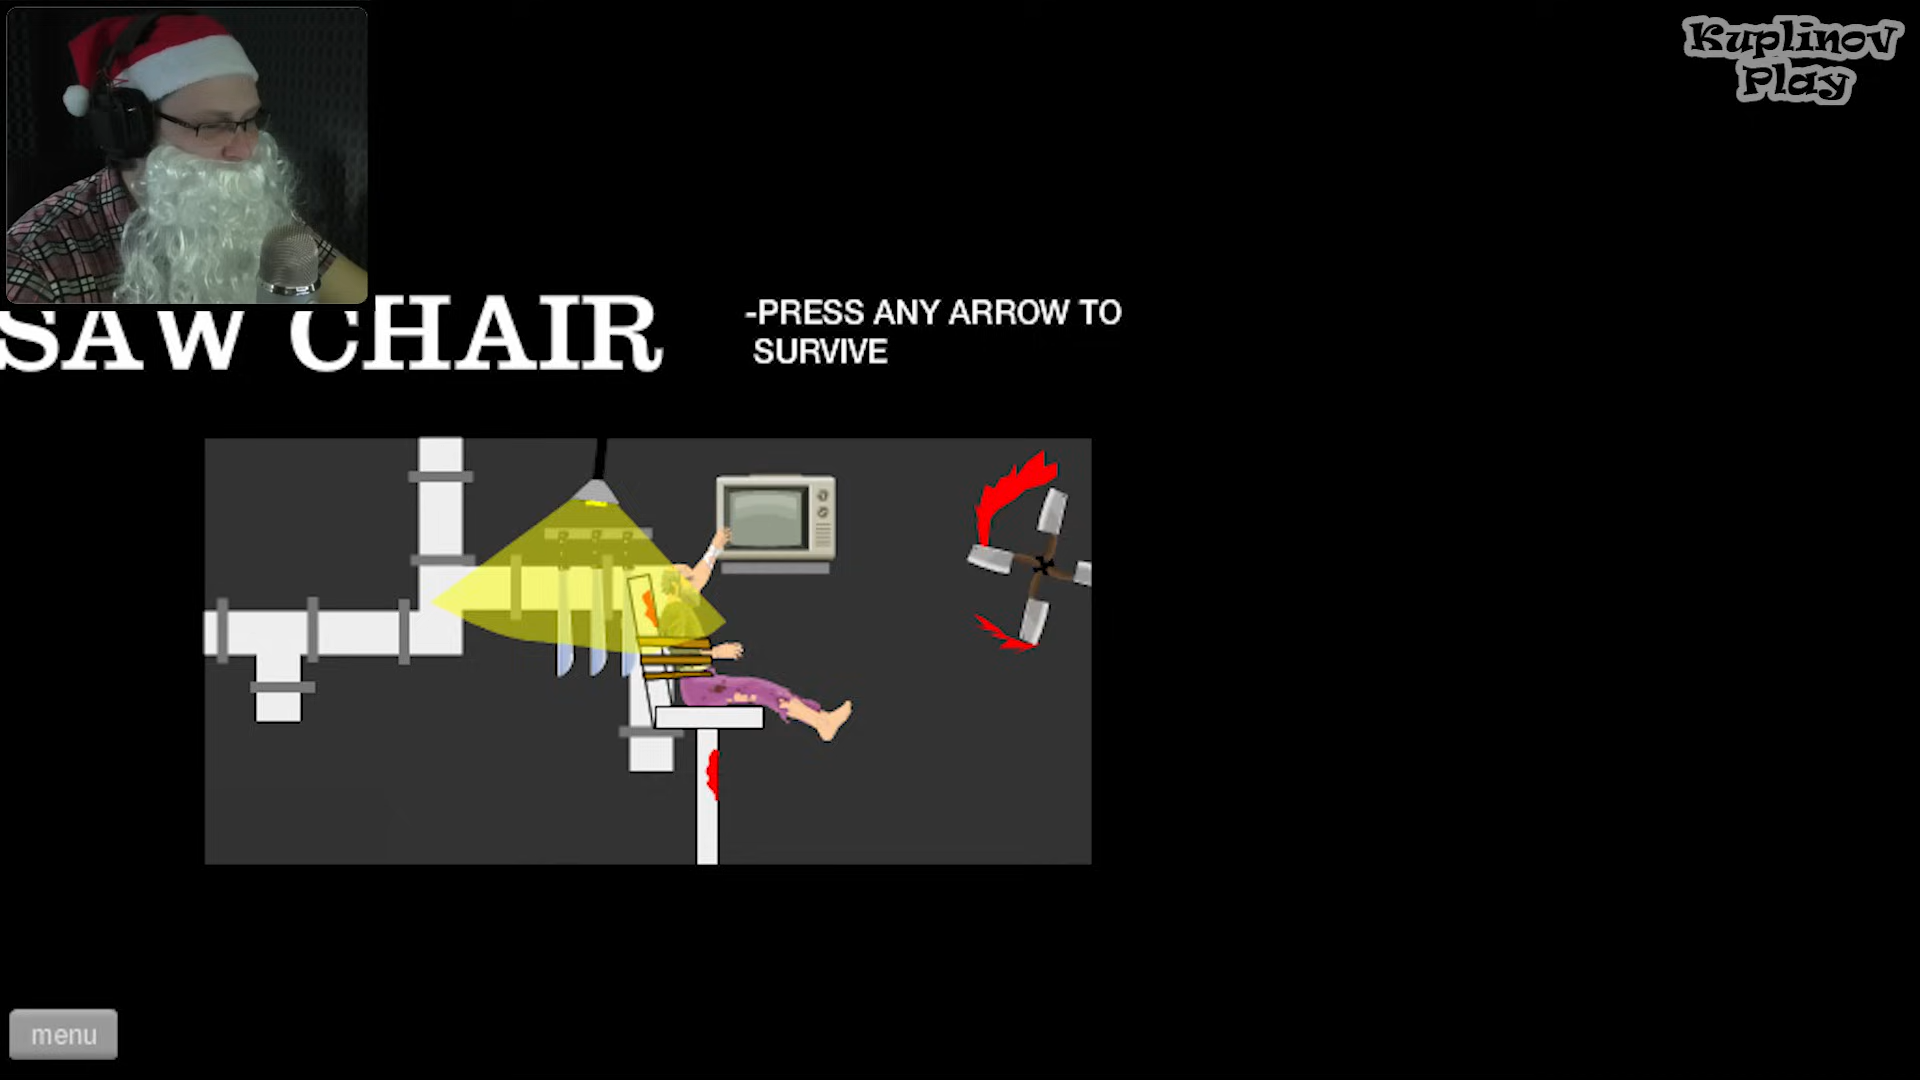 Kuplinov
Play
SAW CHAIR
-PRESS ANY ARROW TO
SURVIVE
menu